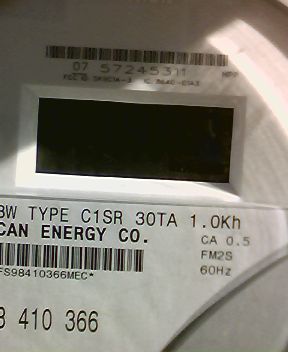 07 57245311
3W TYPE C1SR 30TA 1.0Kh
CAN ENERGY CO.
CA 0.5
FM2S
60Hz
FS98410366MEC*
8 410 366